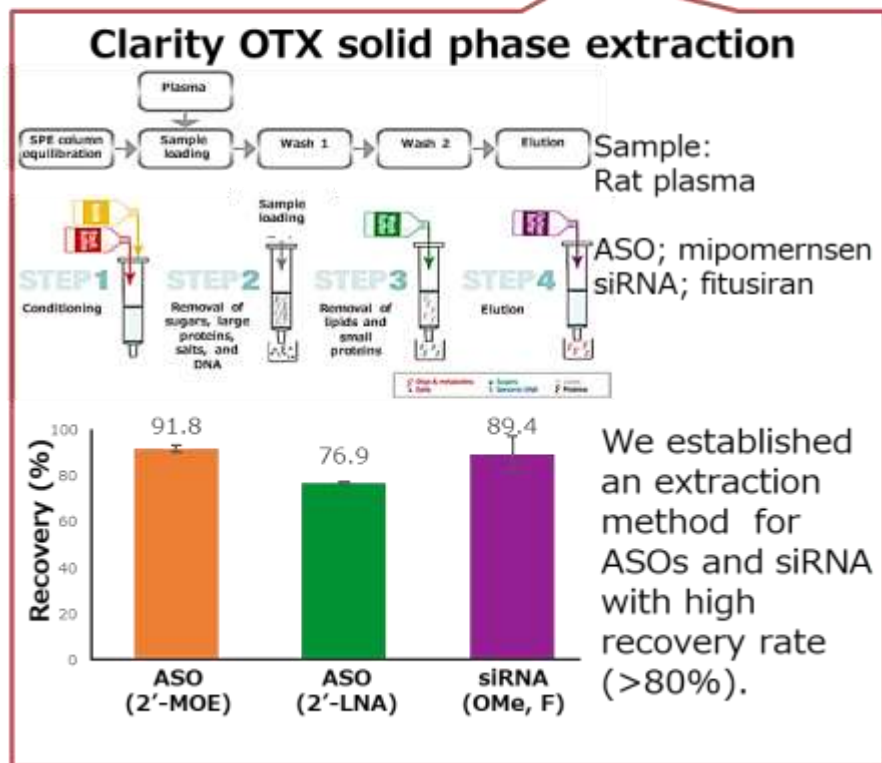 Clarity OTX solid phase extraction
Plasma
SPE column
equilibration
Sample
loading
Wash 1
Wash 2
Elution
Sample:
Rat plasma
ASO; mipomernsen
siRNA; fitusiran
Sample
loading
STEP1
Conditioning
STEP2
Removal of
sugars, large
proteins,
salts, and
DNA
STEP3
Removal of
lipids and
small
proteins
STEP4
Elution
Recovery (%)
100
80
60
40
20
0
91.8
76.9
89.4
ASO
(2′-MOE)
ASO
(2′-LNA)
siRNA
(OMe, F)
We established
an extraction
method for
ASOs and siRNA
with high
recovery rate
(>80%).